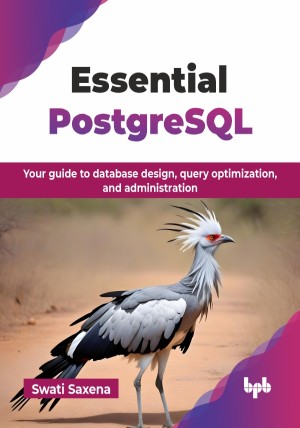 Essential
PostgreSQL
Your guide to database design, query optimization,
and administration
Swati Saxena
bpb